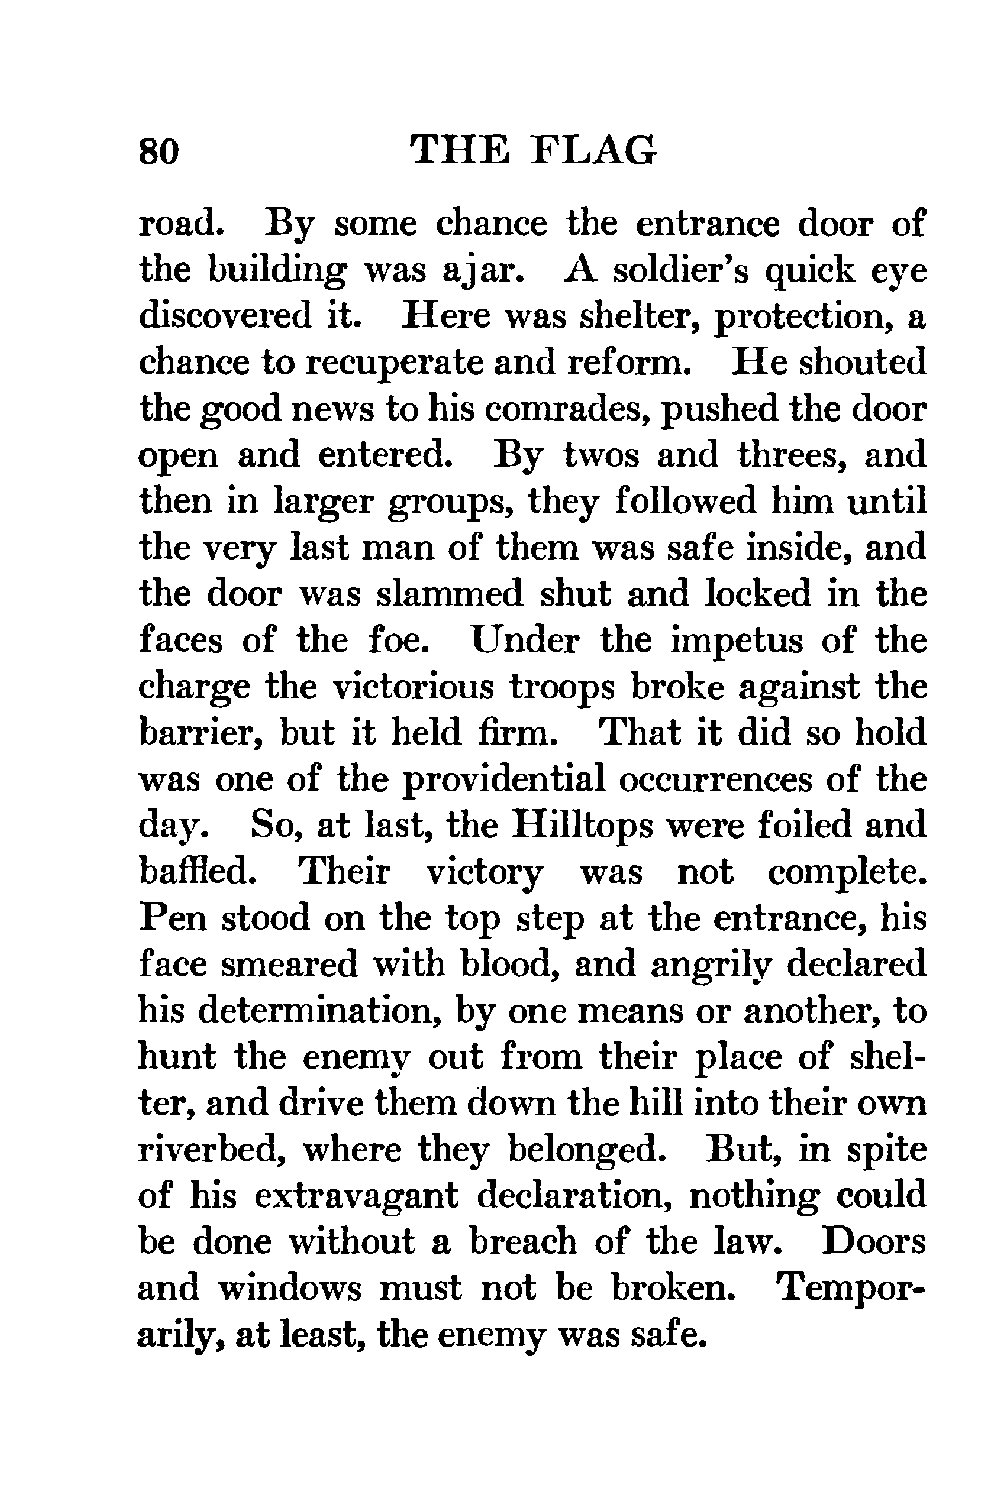 80 THE FLAG
road. By some chance the entrance door of
the building was ajar. A soldier's quick eye
discovered it. Here was shelter, protection, a
chance to recuperate and reform. He shouted
the good news to his comrades, pushed the door
open and entered. By twos and threes, and
then in larger groups, they followed him until
the very last man of them was safe inside, and
the door was slammed shut and locked in the
faces of the foe. Under the impetus of the
charge the victorious troops broke against the
barrier, but it held firm. That it did so hold
was one of the providential occurrences of the
day. So, at last, the Hilltops were foiled and
baffled. Their victory was not complete.
Pen stood on the top step at the entrance, his
face smeared with blood, and angrily declared
his determination, by one means or another, to
hunt the enemy out from their place of shel-
ter, and drive them down the hill into their own
riverbed, where they belonged. But, in spite
of his extravagant declaration, nothing could
be done without a breach of the law. Doors
and windows must not be broken. Tempor-
arily, at least, the enemy was safe.